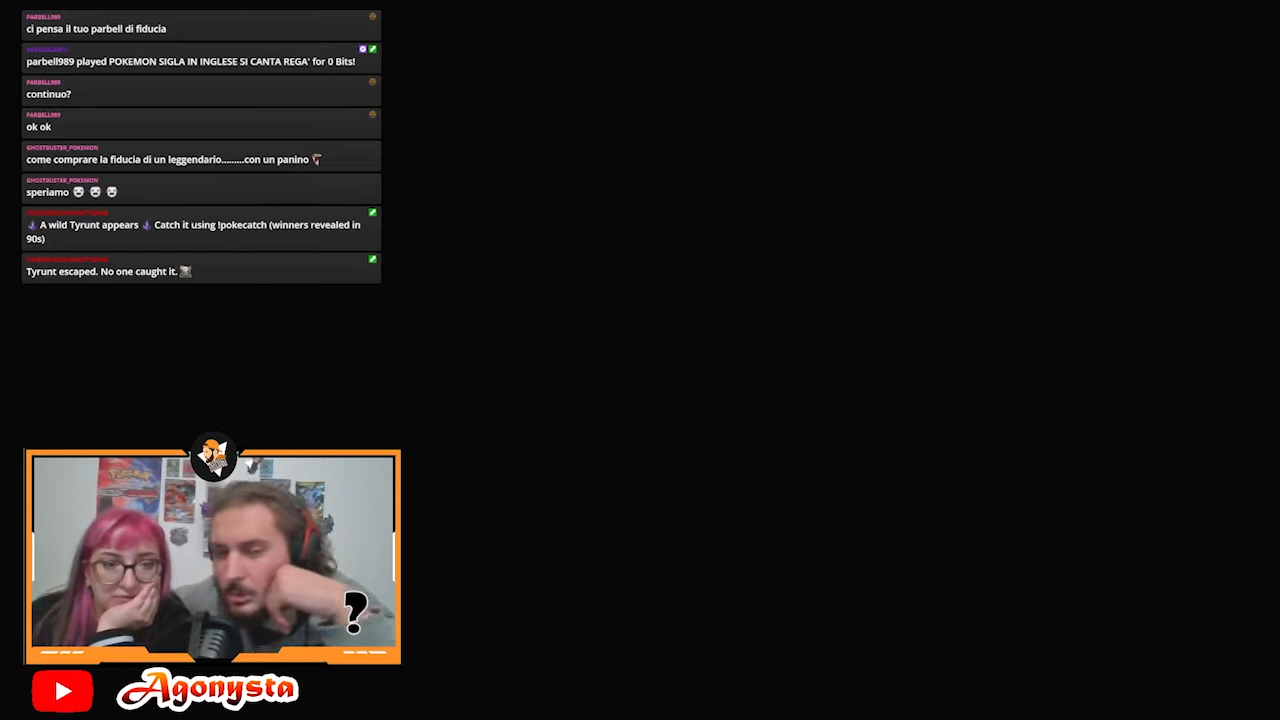 PARBELL989
ci pensa il tuo parbell di fiducia
parbell989 played POKEMON SIGLA IN INGLESE SI CANTA REGA' for 0 Bits!
PARBELL989
continuo?
PARBELL989
ok ok
GHOSTBUSTER_POKEMON
come comprare la fiducia di un leggendario.........con un panino
GHOSTBUSTER_POKEMON
speriamo
A wild Tyrunt appears Catch it using !pokecatch (winners revealed in
90s)
Tyrunt escaped. No one caught it.
POKÉMON
?
Agonysta